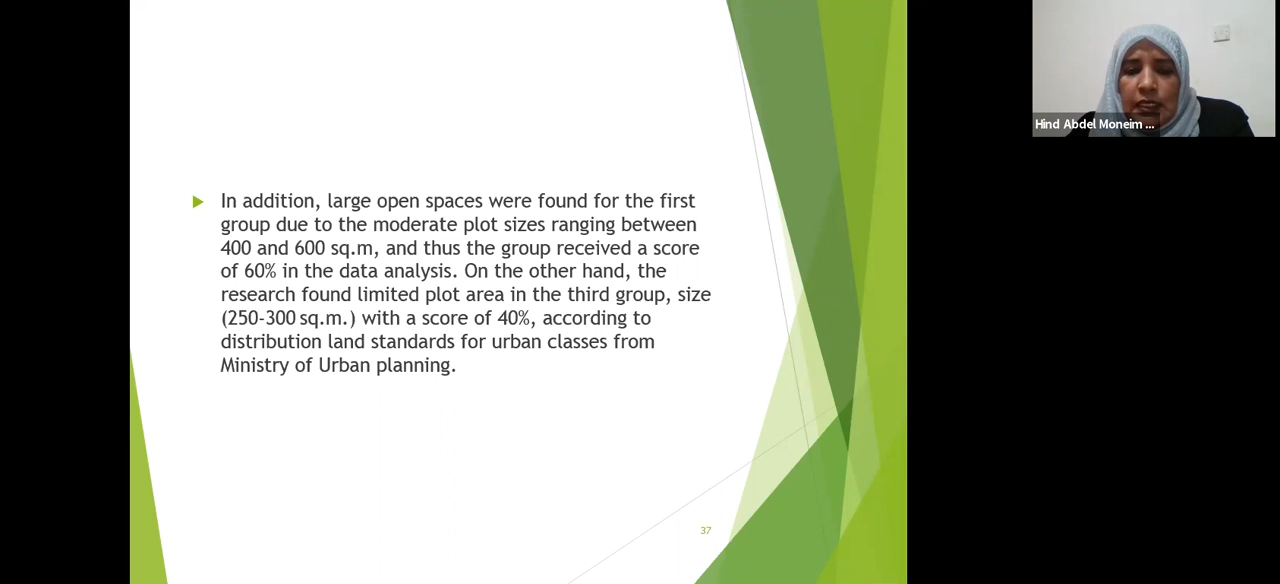 In addition, large open spaces were found for the first
group due to the moderate plot sizes ranging between
400 and 600 sq.m, and thus the group received a score
of 60% in the data analysis. On the other hand, the
research found limited plot area in the third group, size
(250-300 sq.m.) with a score of 40%, according to
distribution land standards for urban classes from
Ministry of Urban planning.
37
Hind Abdel Moneim ...